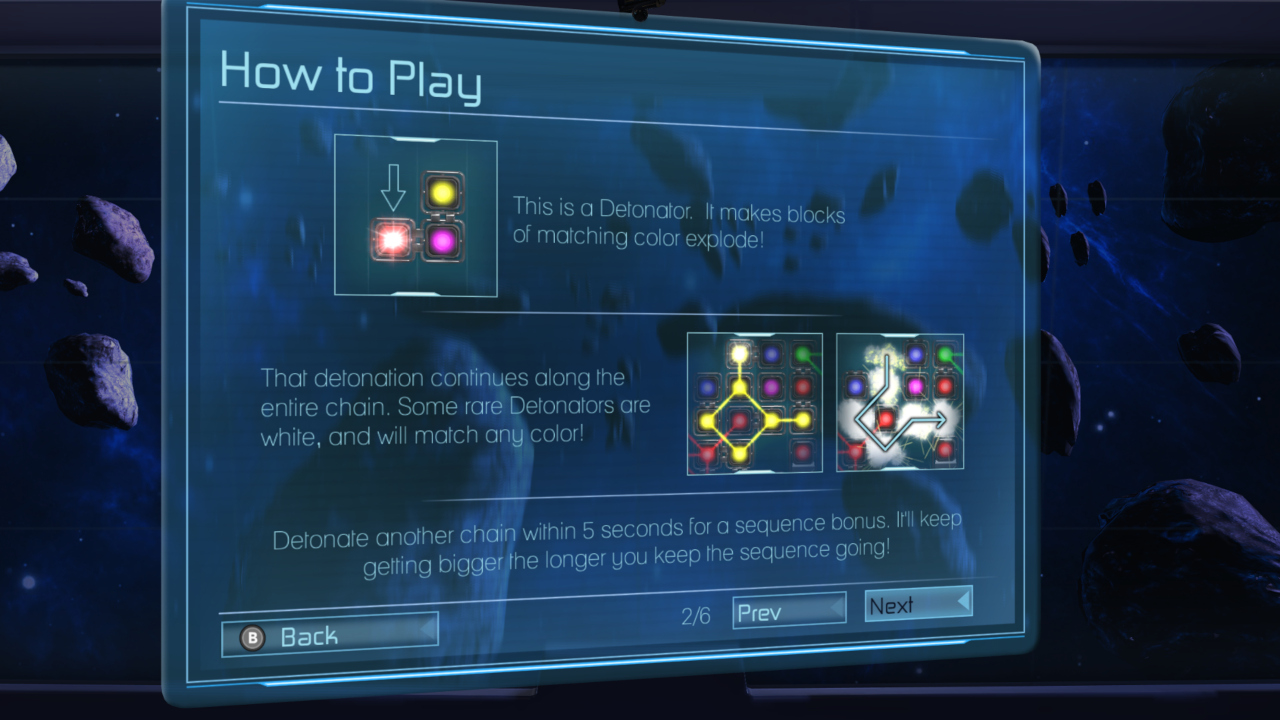 How to Play
This is a Detonator. It makes blocks
of matching color explode!
That detonation continues along the
entire chain. Some rare Detonators are
white, and will match any color!
Detonate another chain within 5 seconds for a sequence bonus. It'll keep
getting bigger the longer you keep the sequence going!
B Back
2/6
Prev
Next